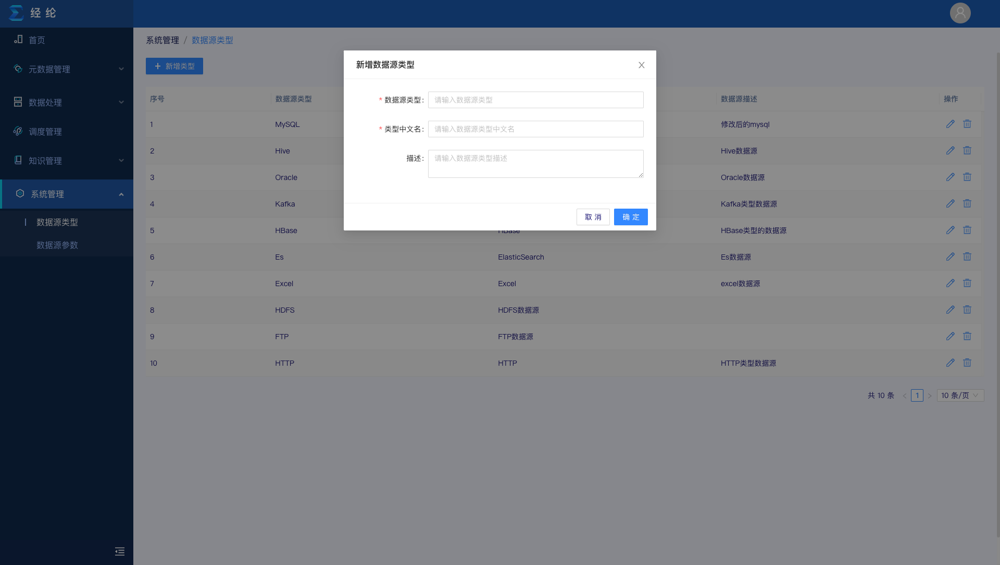 经纶
首页
元数据管理
数据处理
调度管理
知识管理
系统管理
数据源类型
数据源参数
系统管理 / 数据源类型
新增类型
序号 数据源类型 数据源描述 操作
1 MySQL 修改后的mysql
2 Hive Hive数据源
3 Oracle Oracle数据源
4 Kafka Kafka类型数据源
5 HBase HBase HBase类型的数据源
6 Es ElasticSearch Es数据源
7 Excel Excel excel数据源
8 HDFS HDFS数据源
9 FTP FTP数据源
10 HTTP HTTP HTTP类型数据源
共 10 条 1 10 条/页
新增数据源类型
* 数据源类型: 请输入数据源类型
* 类型中文名: 请输入数据源类型中文名
描述: 请输入数据源类型描述
取 消 确 定